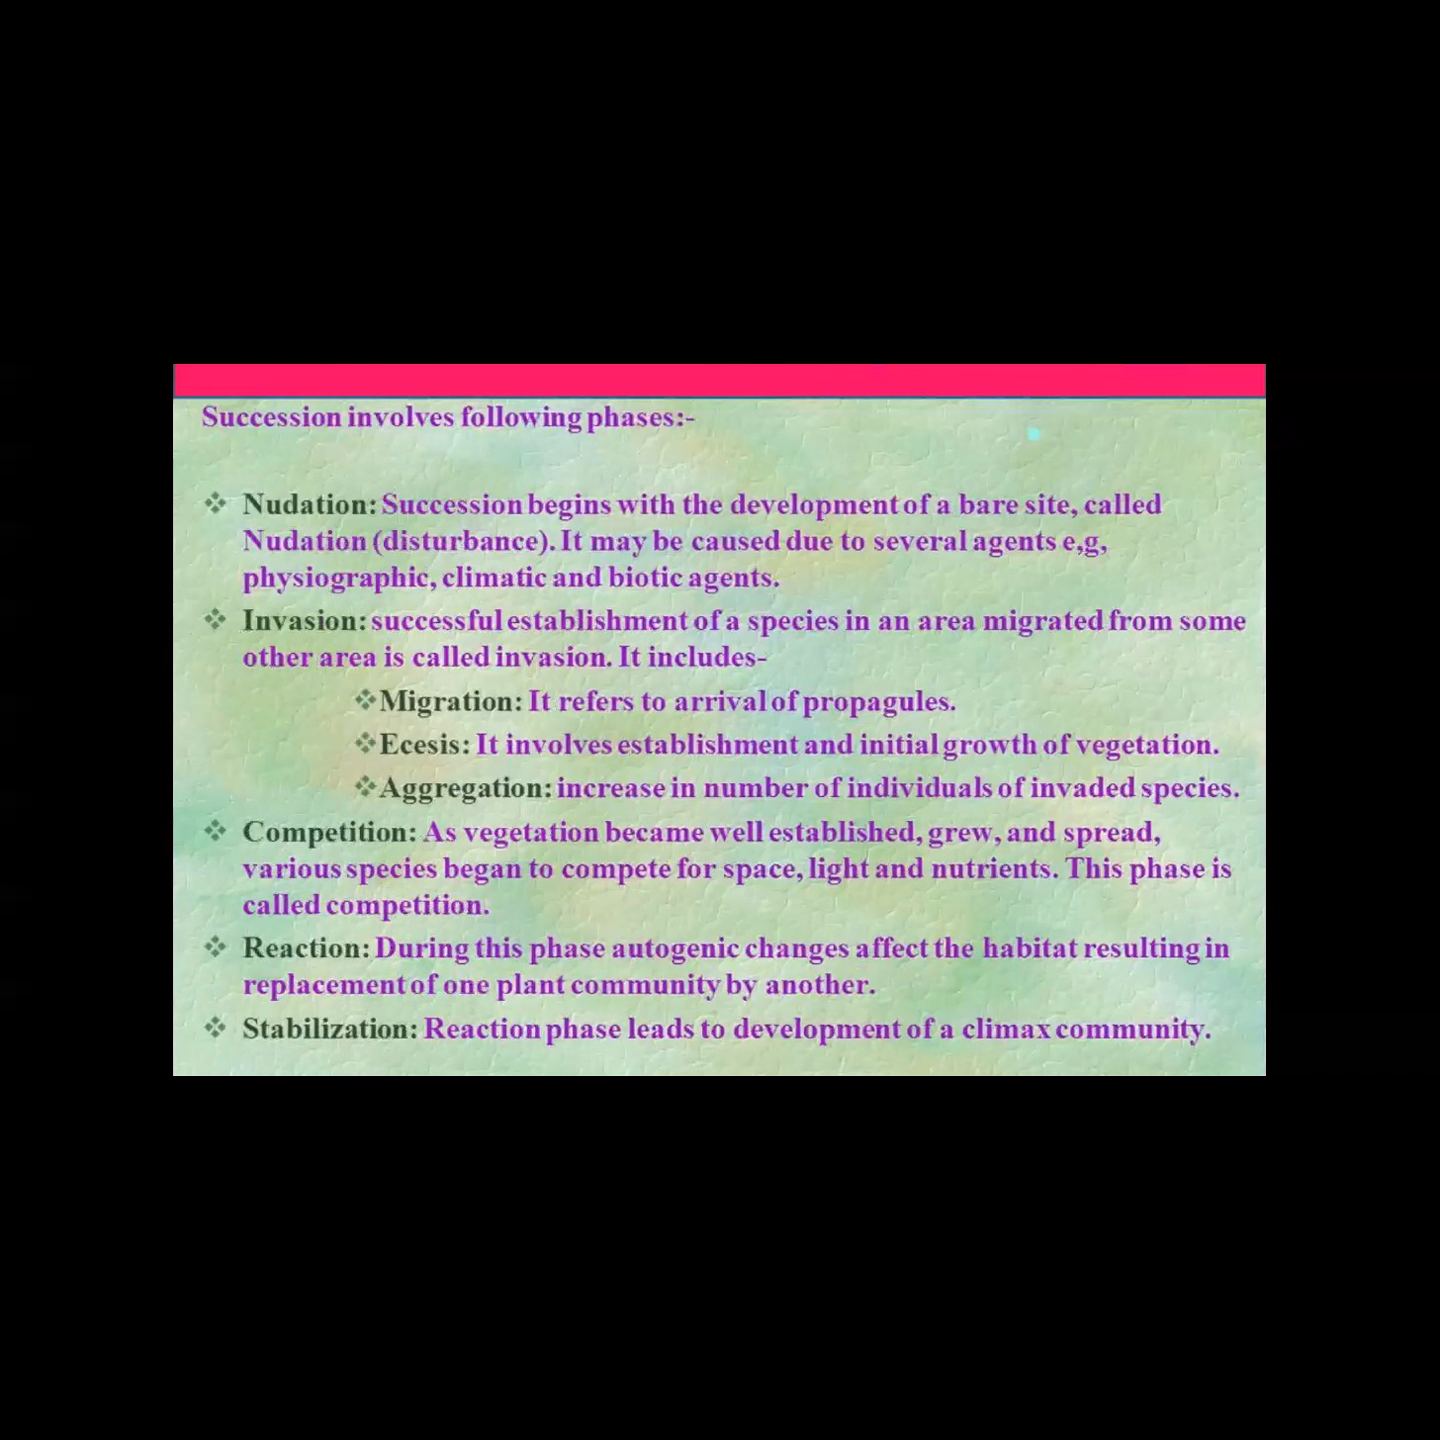 Succession involves following phases:-
Nudation: Succession begins with the development of a bare site, called
Nudation (disturbance). It may be caused due to several agents e,g,
physiographic, climatic and biotic agents.
Invasion: successful establishment of a species in an area migrated from some
other area is called invasion. It includes-
Migration: It refers to arrival of propagules.
Ecesis: It involves establishment and initial growth of vegetation.
Aggregation: increase in number of individuals of invaded species.
Competition: As vegetation became well established, grew, and spread,
various species began to compete for space, light and nutrients. This phase is
called competition.
Reaction: During this phase autogenic changes affect the habitat resulting in
replacement of one plant community by another.
Stabilization: Reaction phase leads to development of a climax community.